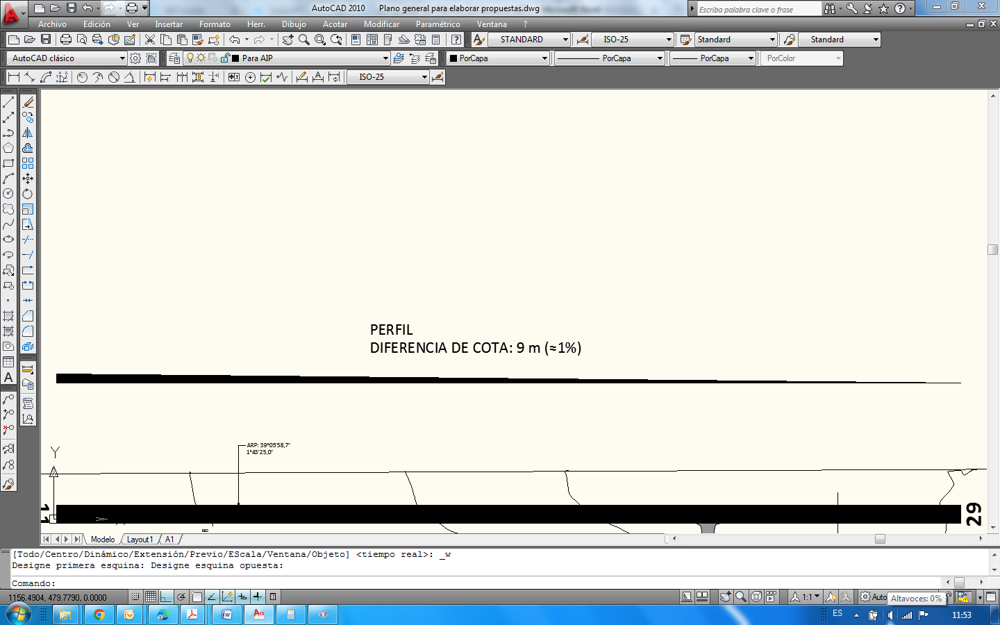 AutoCAD 2010 Plano general para elaborar propuestas.dwg
Escriba palabra clave o frase
Archivo Edición Ver Insertar Formato Herr. Dibujo Acotar Modificar Paramétrico Ventana ?
STANDARD ISO-25 Standard Standard
AutoCAD clásico Para AIP PorCapa PorCapa PorCapa PorColor
ISO-25
PERFIL
DIFERENCIA DE COTA: 9 m (≈1%)
ARP: 39°05'58,7"
1°43'25,0"
Y
11
29
680
Modelo Layout1 A1
[Todo/Centro/Dinámico/Extensión/Previo/EScala/Ventana/Objeto] <tiempo real>: _w
Designe primera esquina: Designe esquina opuesta:
Comando:
1156.4904, 479.7790, 0.0000
1:1
Auto
Altavoces: 0%
ES
11:53